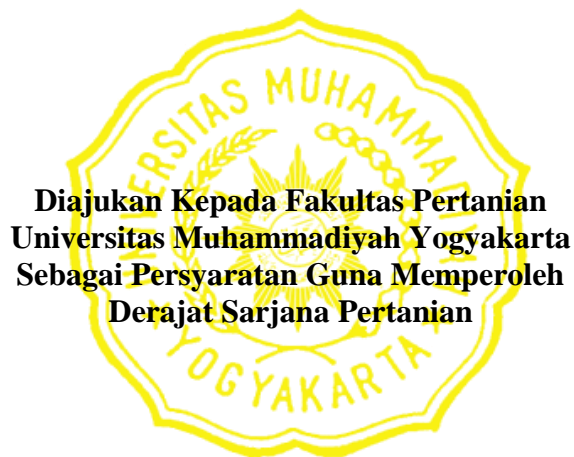 Diajukan Kepada Fakultas Pertanian
Universitas Muhammadiyah Yogyakarta
Sebagai Persyaratan Guna Memperoleh
Derajat Sarjana Pertanian
UNIVERSITAS MUHAMMADIYAH
YOGYAKARTA